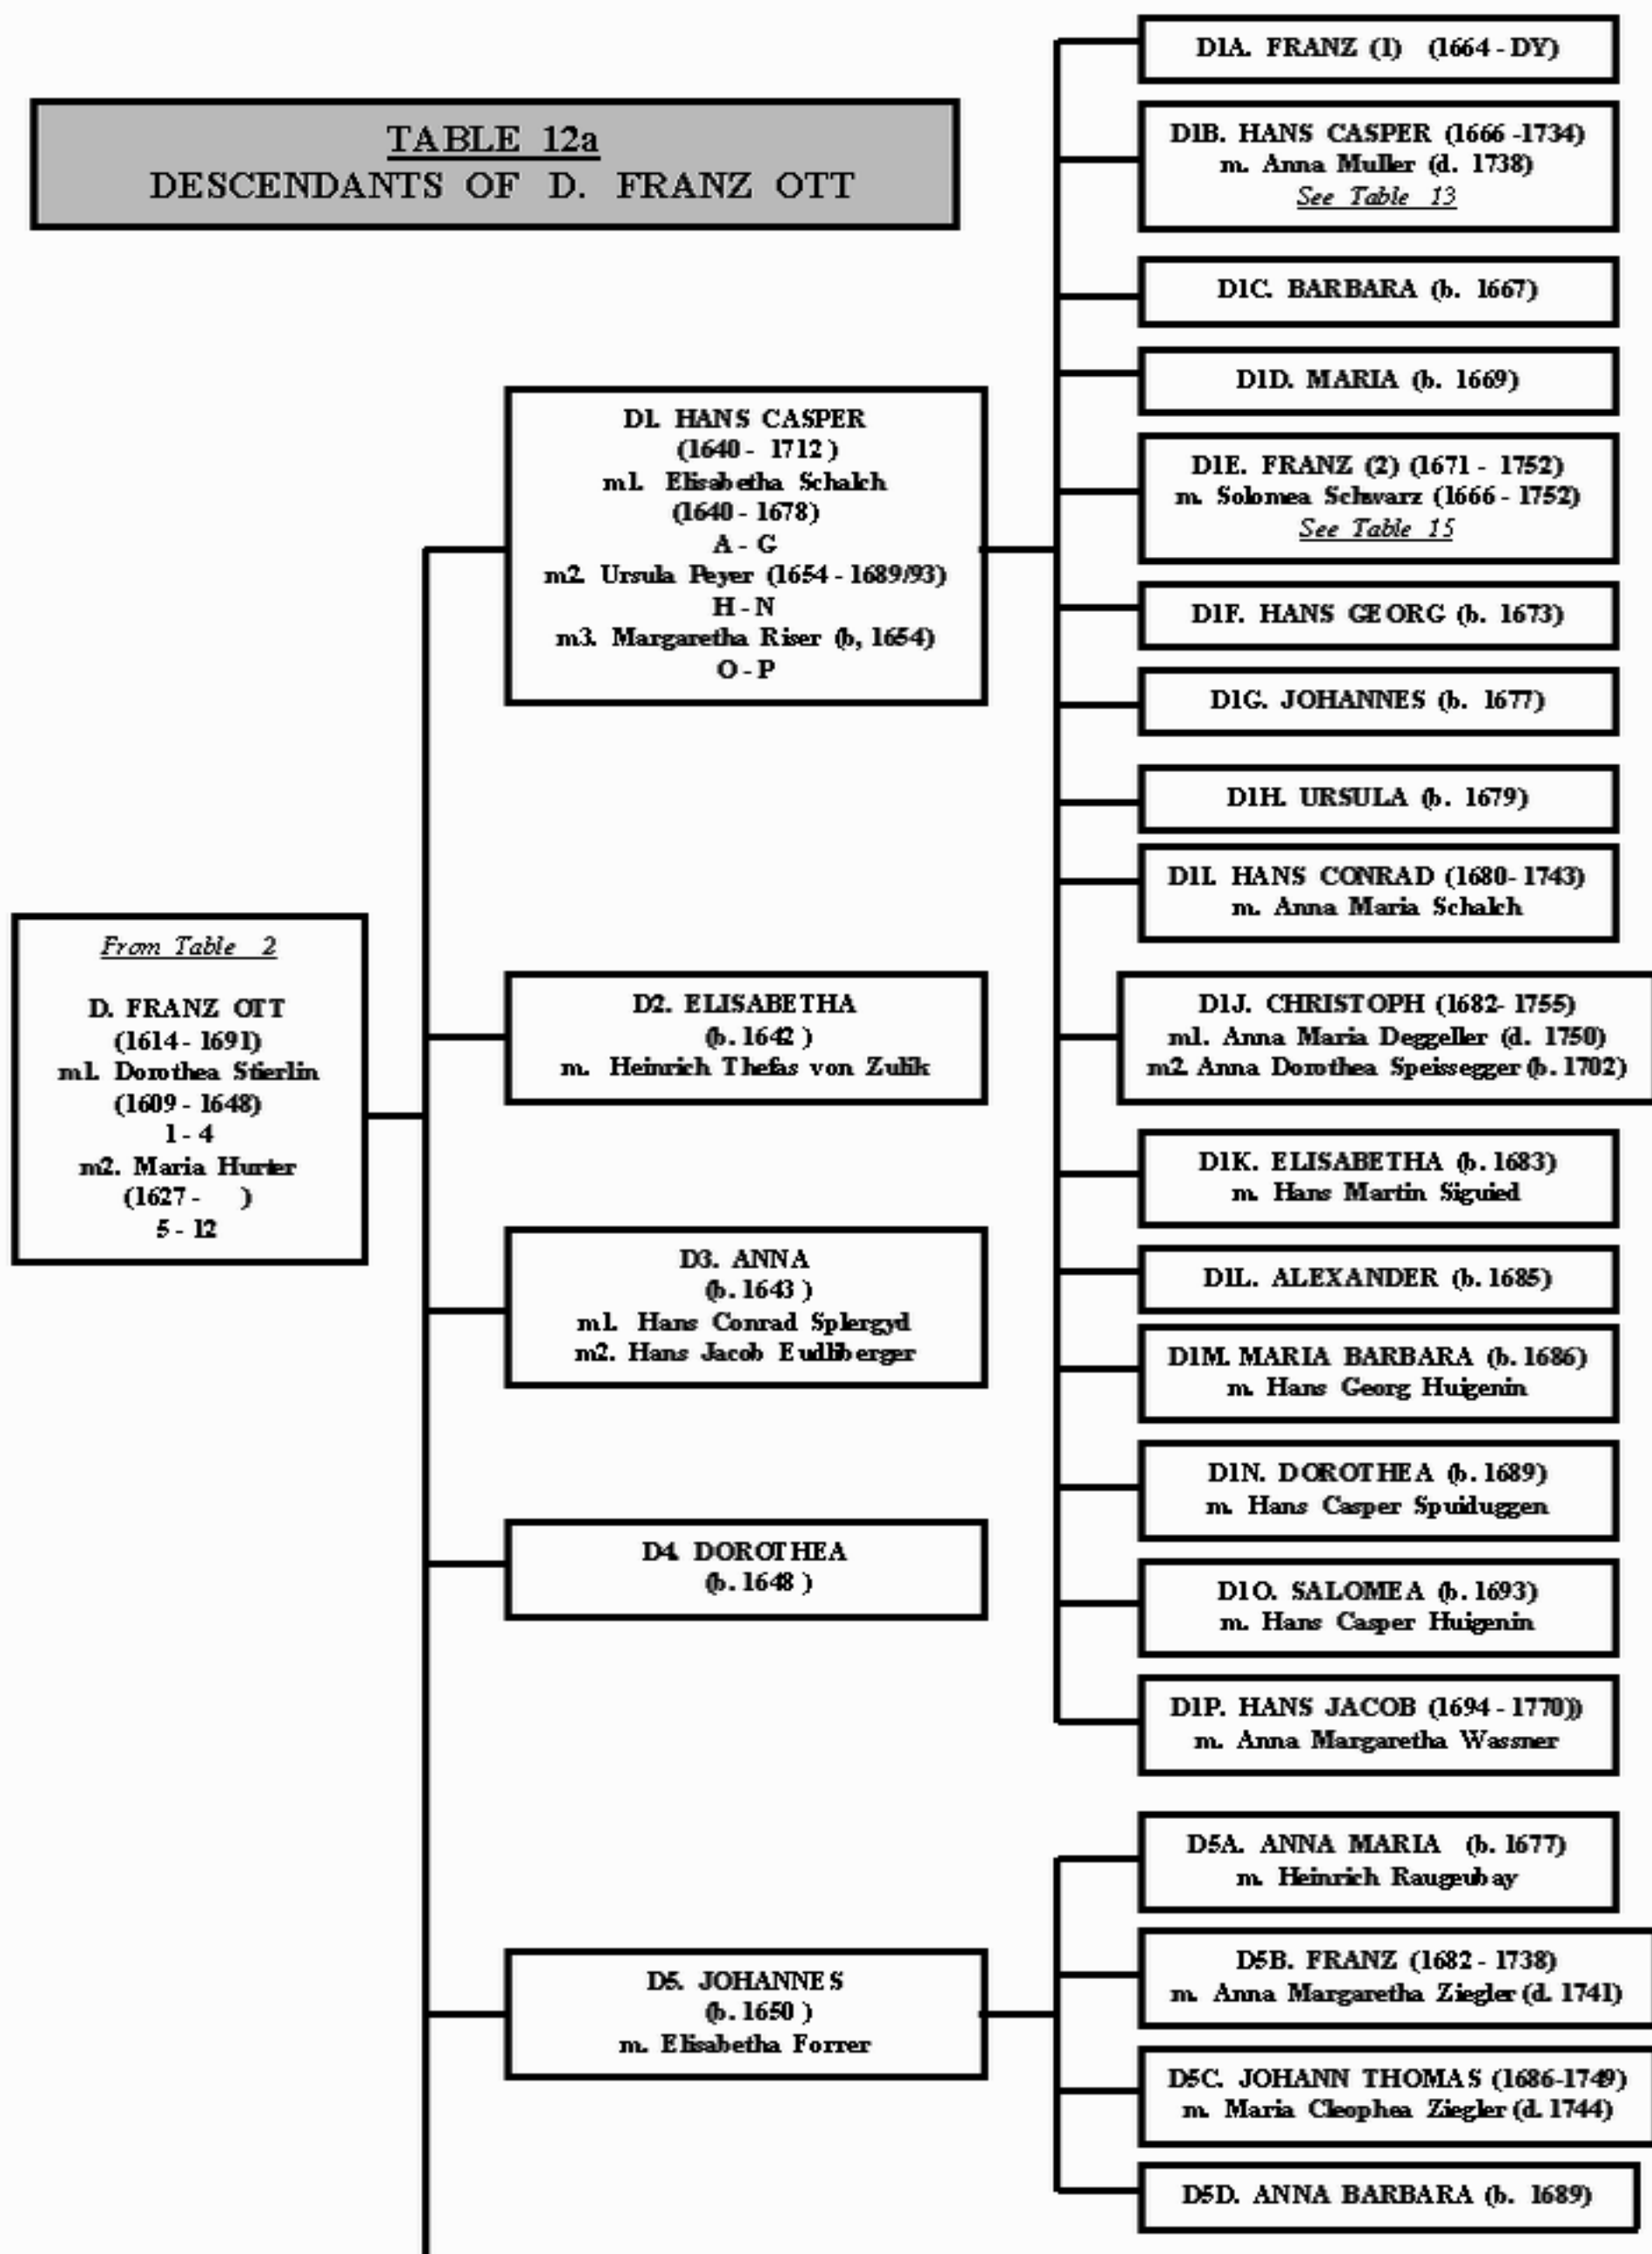 TABLE 12a
DESCENDANTS OF D. FRANZ OTT
From Table 2
D. FRANZ OTT
(1614 - 1691)
m1. Dorothea Stierlin
(1609 - 1648)
1 - 4
m2. Maria Hurter
(1627 - )
5 - 12
D1. HANS CASPER
(1640 - 1712 )
m1. Elisabetha Schalch
(1640 - 1678)
A - G
m2. Ursula Peyer (1654 - 1689/93)
H - N
m3. Margaretha Riser (b, 1654)
O - P
D2. ELISABETHA
(b. 1642 )
m. Heinrich Thefas von Zulik
D3. ANNA
(b. 1643 )
m1. Hans Conrad Splergyd
m2. Hans Jacob Eudliberger
D4. DOROTHEA
(b. 1648 )
D5. JOHANNES
(b. 1650 )
m. Elisabetha Forrer
D1A. FRANZ (1) (1664 - DY)
D1B. HANS CASPER (1666 -1734)
m. Anna Muller (d. 1738)
See Table 13
D1C. BARBARA (b. 1667)
D1D. MARIA (b. 1669)
D1E. FRANZ (2) (1671 - 1752)
m. Solomea Schwarz (1666 - 1752)
See Table 15
D1F. HANS GEORG (b. 1673)
D1G. JOHANNES (b. 1677)
D1H. URSULA (b. 1679)
D1I. HANS CONRAD (1680- 1743)
m. Anna Maria Schalch
D1J. CHRISTOPH (1682- 1755)
m1. Anna Maria Deggeller (d. 1750)
m2. Anna Dorothea Speissegger (b. 1702)
D1K. ELISABETHA (b. 1683)
m. Hans Martin Siguied
D1L. ALEXANDER (b. 1685)
D1M. MARIA BARBARA (b. 1686)
m. Hans Georg Huigenin
D1N. DOROTHEA (b. 1689)
m. Hans Casper Spuiduggen
D1O. SALOMEA (b. 1693)
m. Hans Casper Huigenin
D1P. HANS JACOB (1694 - 1770))
m. Anna Margaretha Wassner
D5A. ANNA MARIA (b. 1677)
m. Heinrich Raugeubay
D5B. FRANZ (1682 - 1738)
m. Anna Margaretha Ziegler (d. 1741)
D5C. JOHANN THOMAS (1686-1749)
m. Maria Cleophea Ziegler (d. 1744)
D5D. ANNA BARBARA (b. 1689)